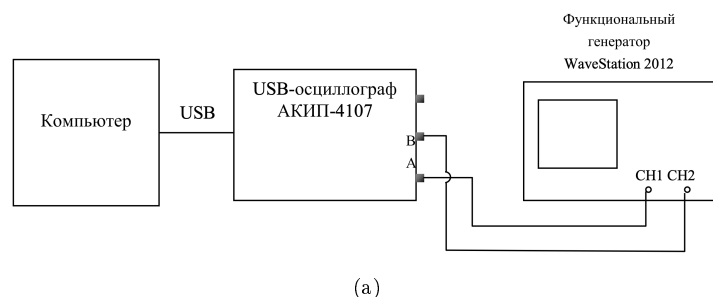 Функциональный
генератор
WaveStation 2012
USB-осциллограф
АКИП-4107
USB
Компьютер
B
A
CH1 CH2
(а)